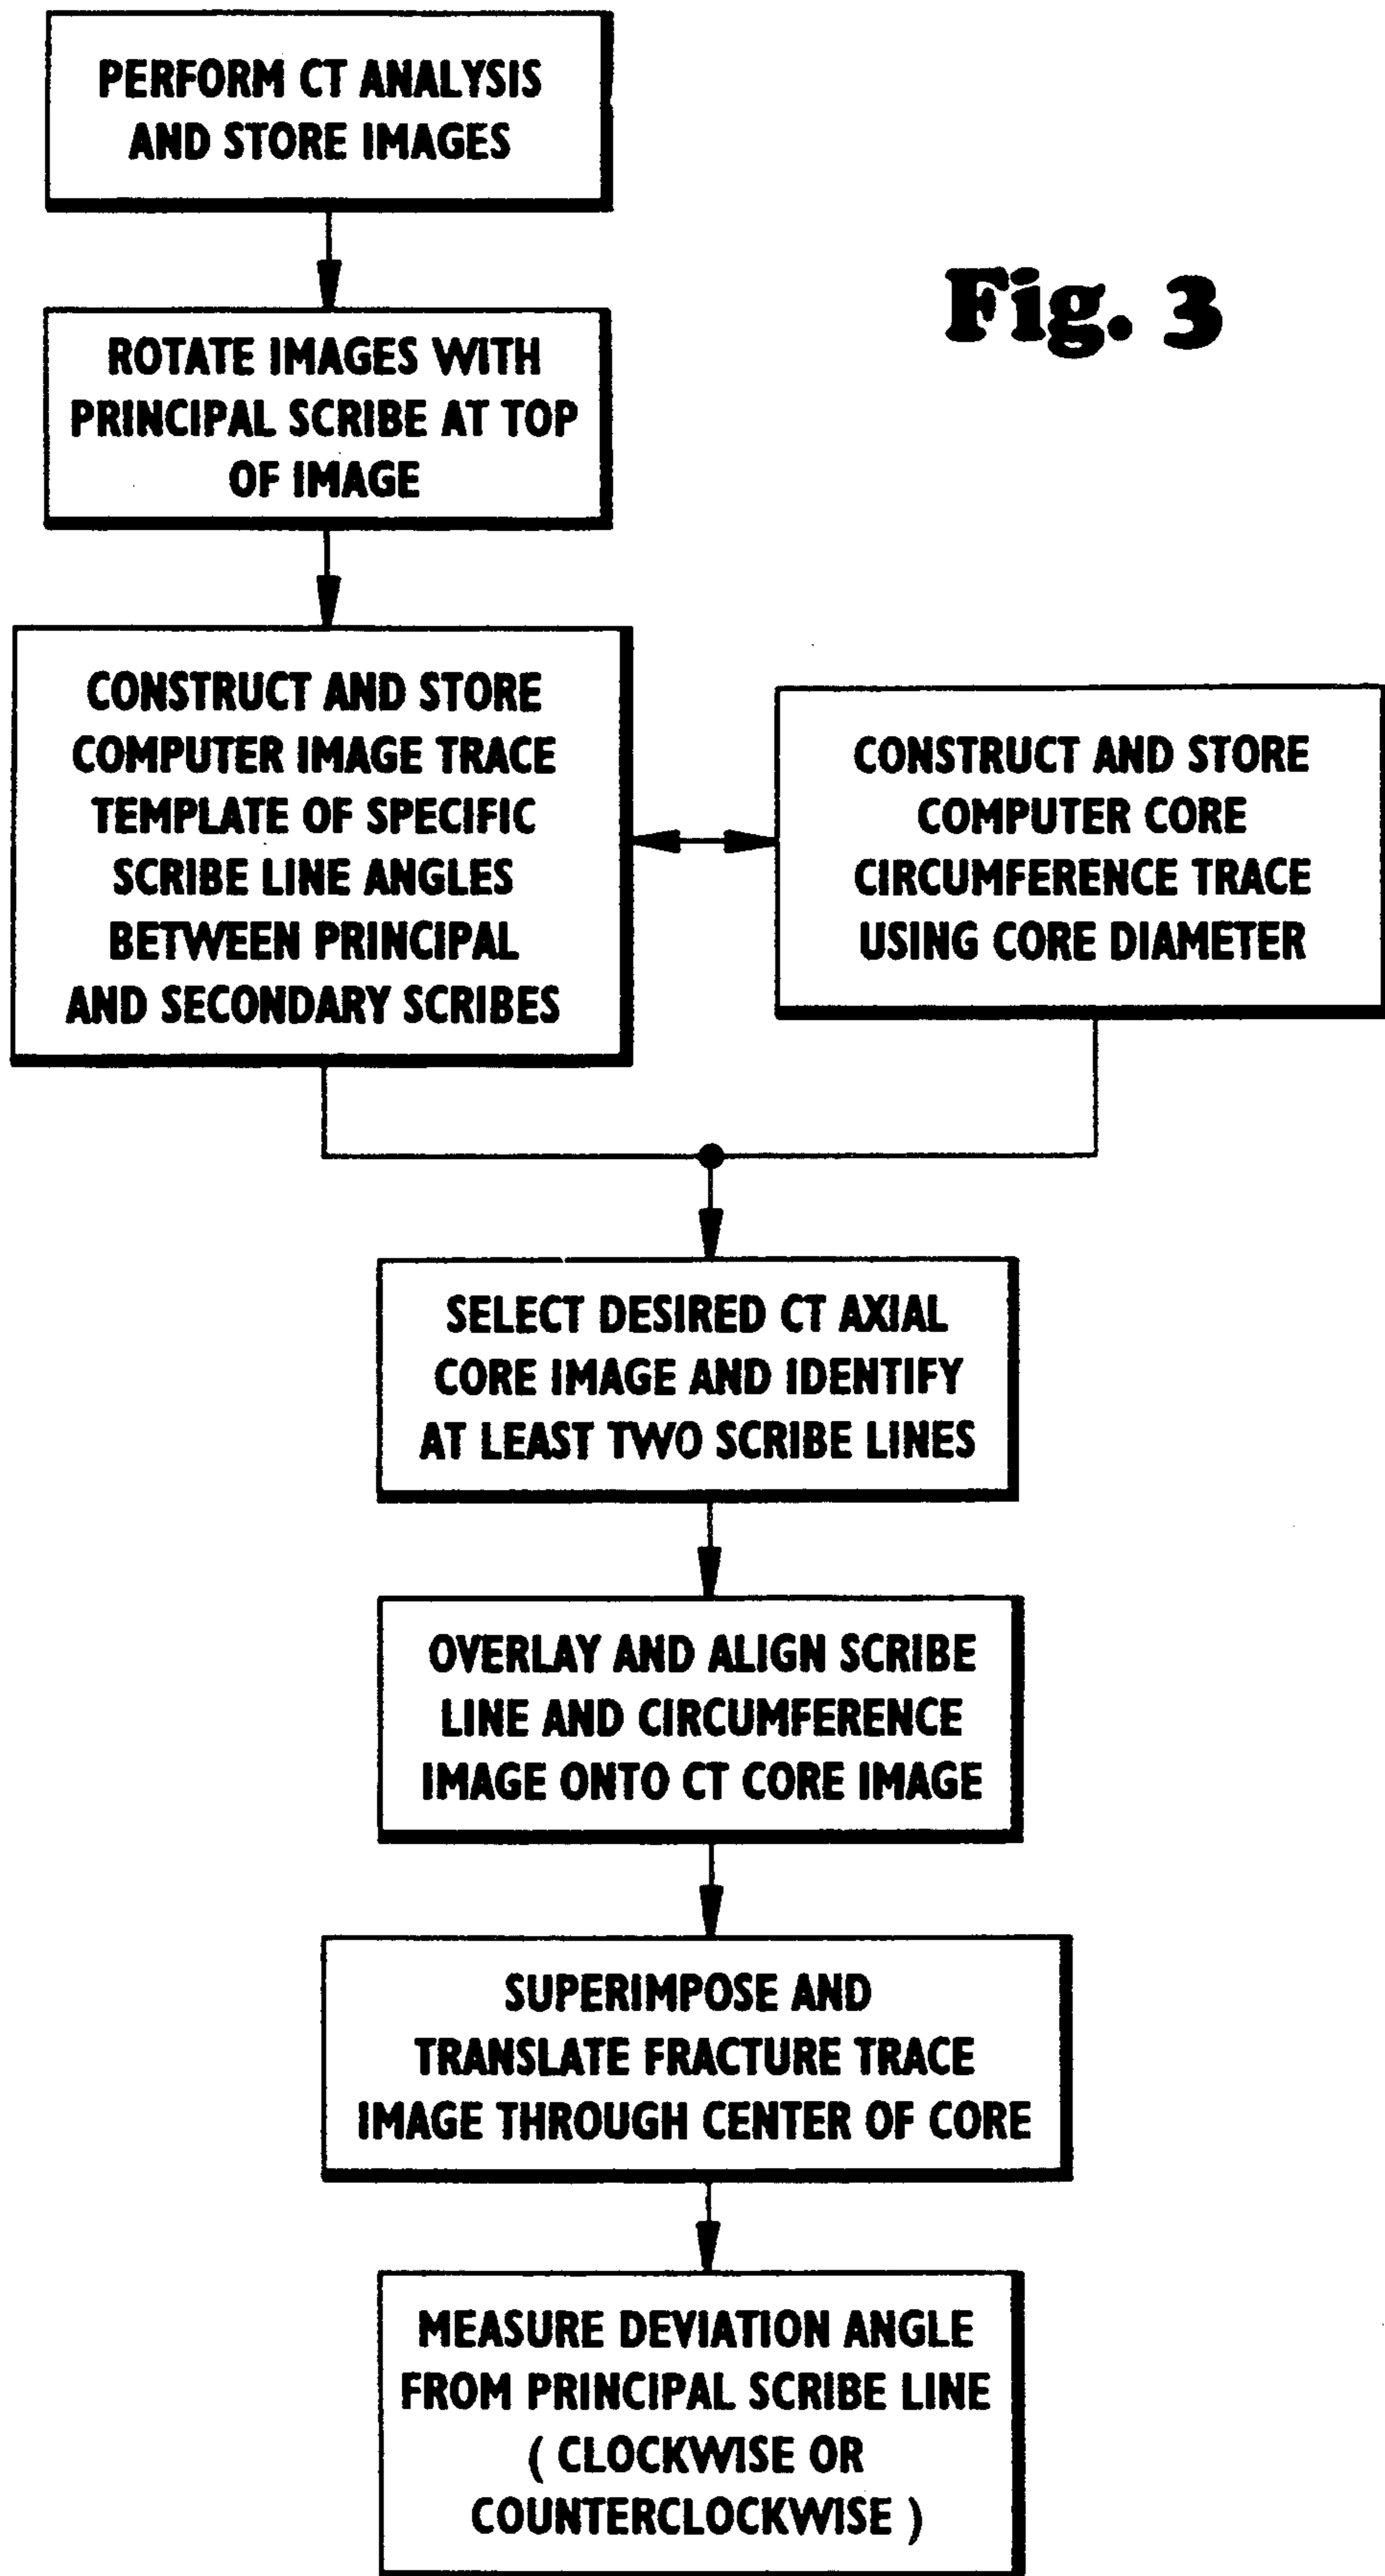 PERFORM CT ANALYSIS
AND STORE IMAGES
Fig. 3
ROTATE IMAGES WITH
PRINCIPAL SCRIBE AT TOP
OF IMAGE
CONSTRUCT AND STORE
COMPUTER IMAGE TRACE
TEMPLATE OF SPECIFIC
SCRIBE LINE ANGLES
BETWEEN PRINCIPAL
AND SECONDARY SCRIBES
CONSTRUCT AND STORE
COMPUTER CORE
CIRCUMFERENCE TRACE
USING CORE DIAMETER
SELECT DESIRED CT AXIAL
CORE IMAGE AND IDENTIFY
AT LEAST TWO SCRIBE LINES
OVERLAY AND ALIGN SCRIBE
LINE AND CIRCUMFERENCE
IMAGE ONTO CT CORE IMAGE
SUPERIMPOSE AND
TRANSLATE FRACTURE TRACE
IMAGE THROUGH CENTER OF CORE
MEASURE DEVIATION ANGLE
FROM PRINCIPAL SCRIBE LINE
( CLOCKWISE OR
COUNTERCLOCKWISE )